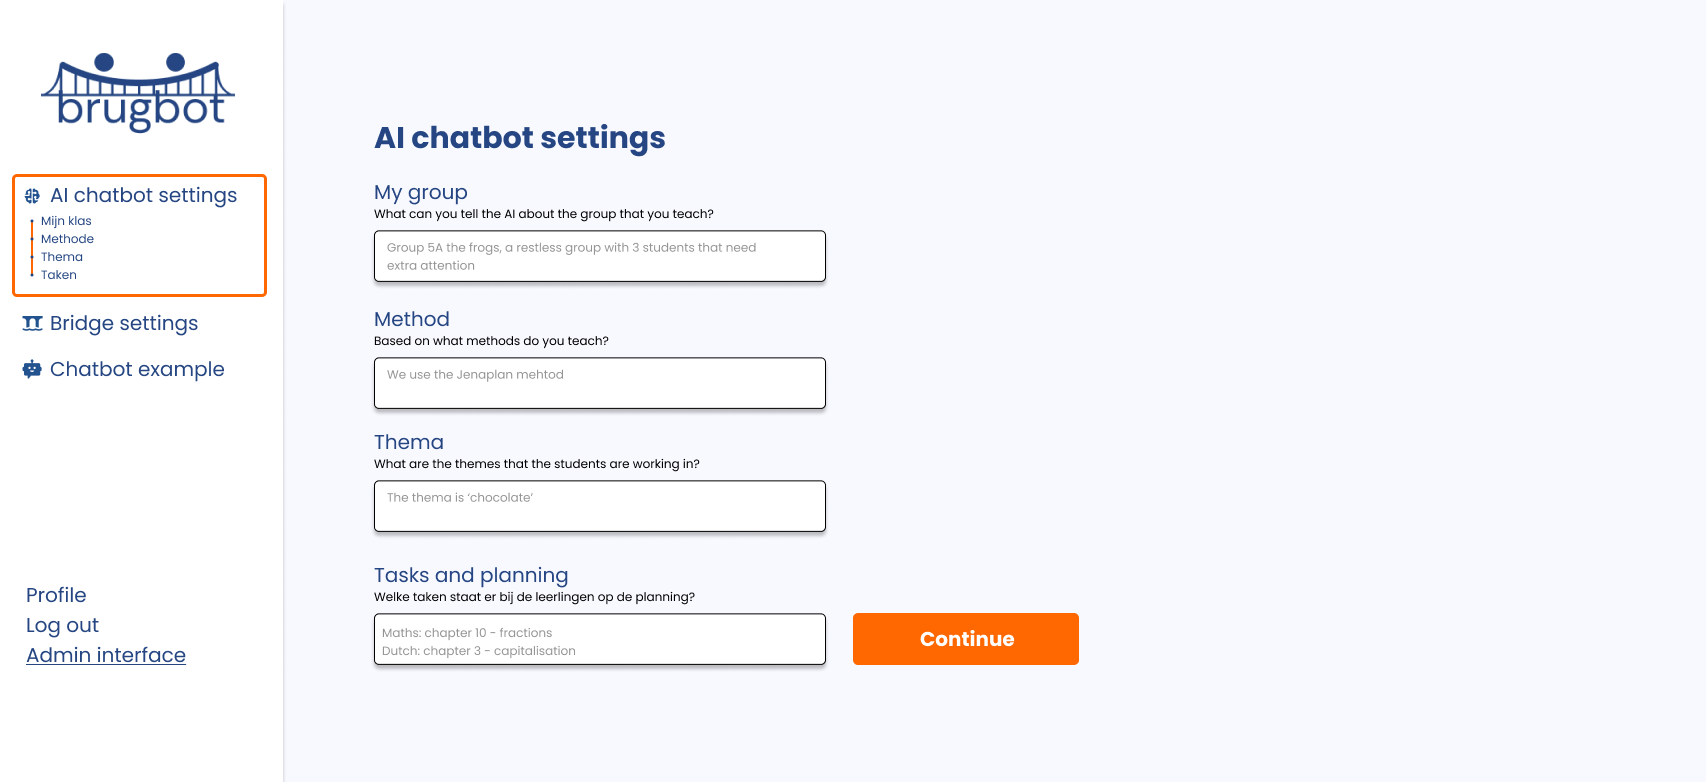 brugbot
AI chatbot settings
Mijn klas
Methode
Thema
Taken
Bridge settings
Chatbot example
Profile
Log out
Admin interface
AI chatbot settings
My group
What can you tell the AI about the group that you teach?
Group 5A the frogs, a restless group with 3 students that need
extra attention
Method
Based on what methods do you teach?
We use the Jenaplan mehtod
Thema
What are the themes that the students are working in?
The thema is ‘chocolate’
Tasks and planning
Welke taken staat er bij de leerlingen op de planning?
Maths: chapter 10 - fractions
Dutch: chapter 3 - capitalisation
Continue